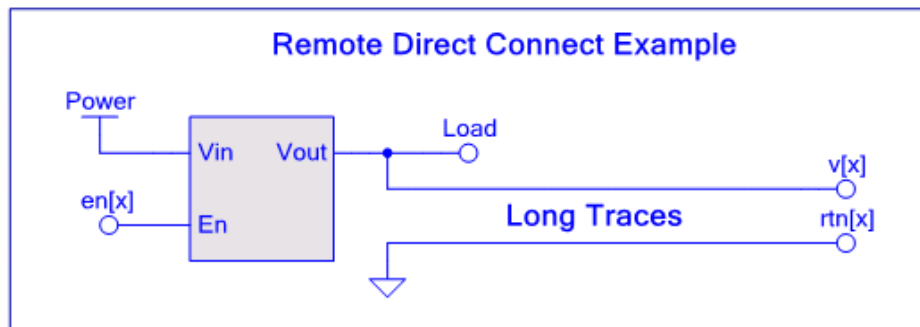 Remote Direct Connect Example
Power
Load
Vin
Vout
v[x]
en[x]
En
Long Traces
rtn[x]